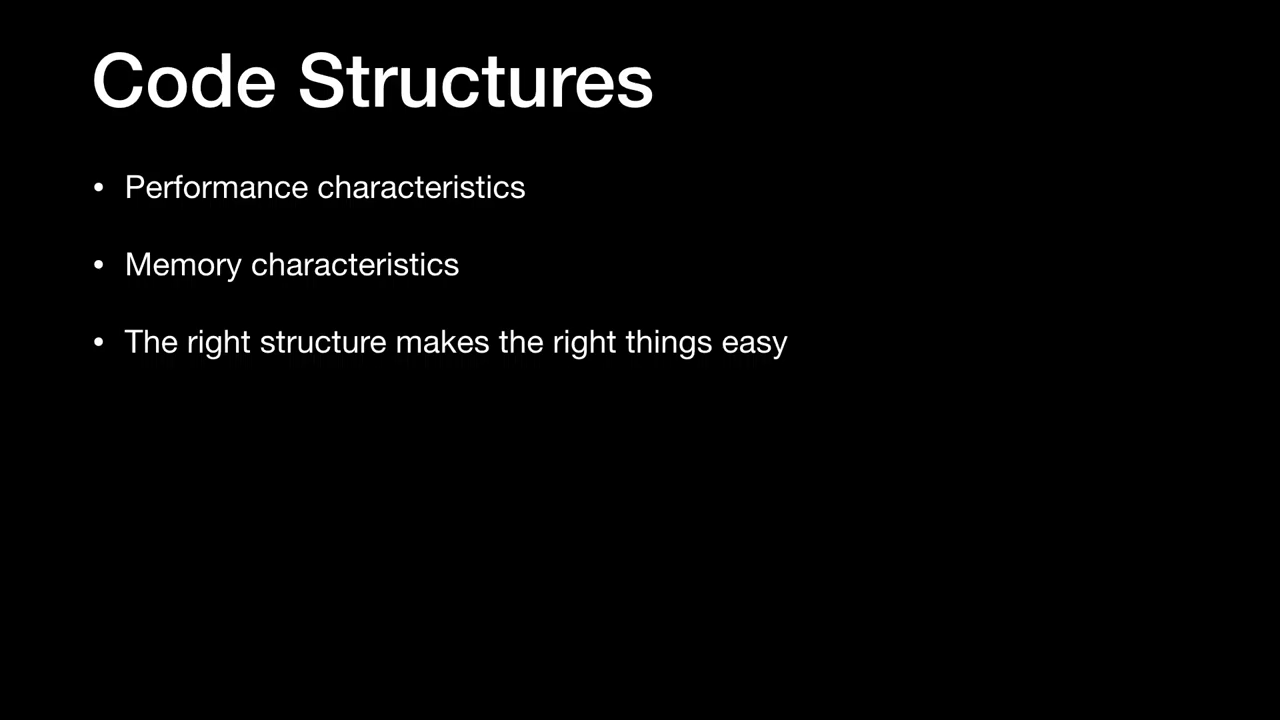 Code Structures
• Performance characteristics
• Memory characteristics
• The right structure makes the right things easy